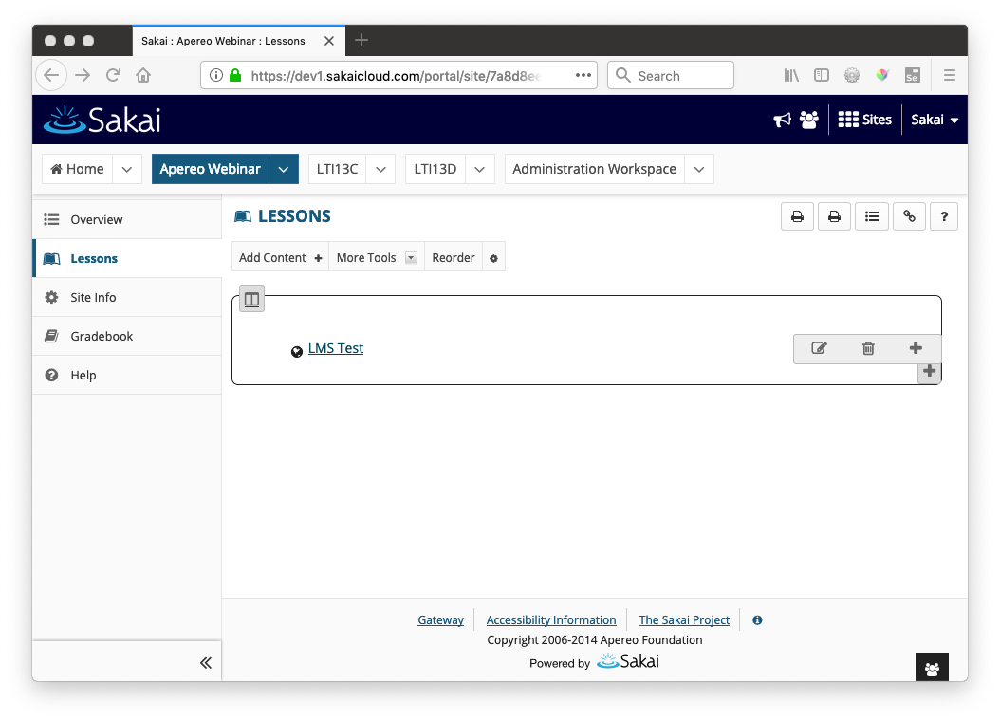 Sakai : Apereo Webinar : Lessons
https://dev1.sakaicloud.com/portal/site/7a8d8ee
Search
Sakai
Sites
Sakai
Home
Apereo Webinar
LTI13C
LTI13D
Administration Workspace
Overview
Lessons
Site Info
Gradebook
Help
LESSONS
?
Add Content
More Tools
Reorder
LMS Test
Gateway
Accessibility Information
The Sakai Project
Copyright 2006-2014 Apereo Foundation
Powered by Sakai